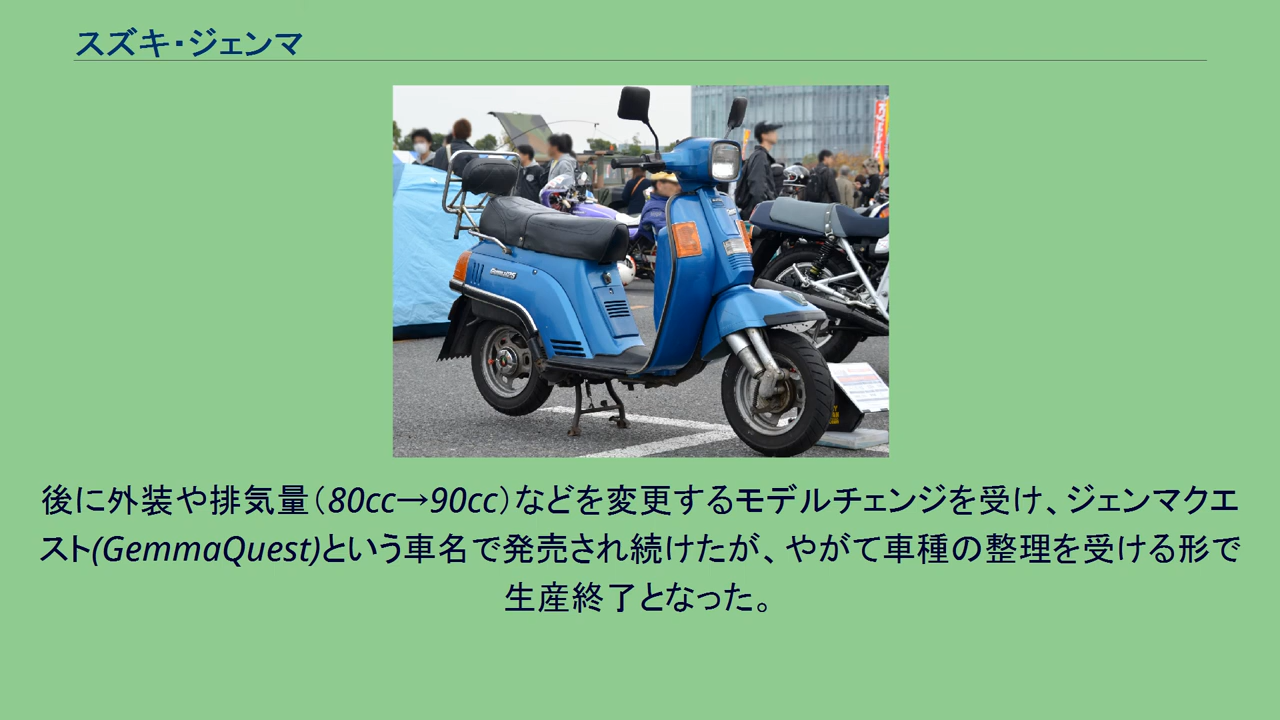 スズキ・ジェンマ
後に外装や排気量（80cc→90cc）などを変更するモデルチェンジを受け、ジェンマクエ
スト(GemmaQuest)という車名で発売され続けたが、やがて車種の整理を受ける形で
生産終了となった。